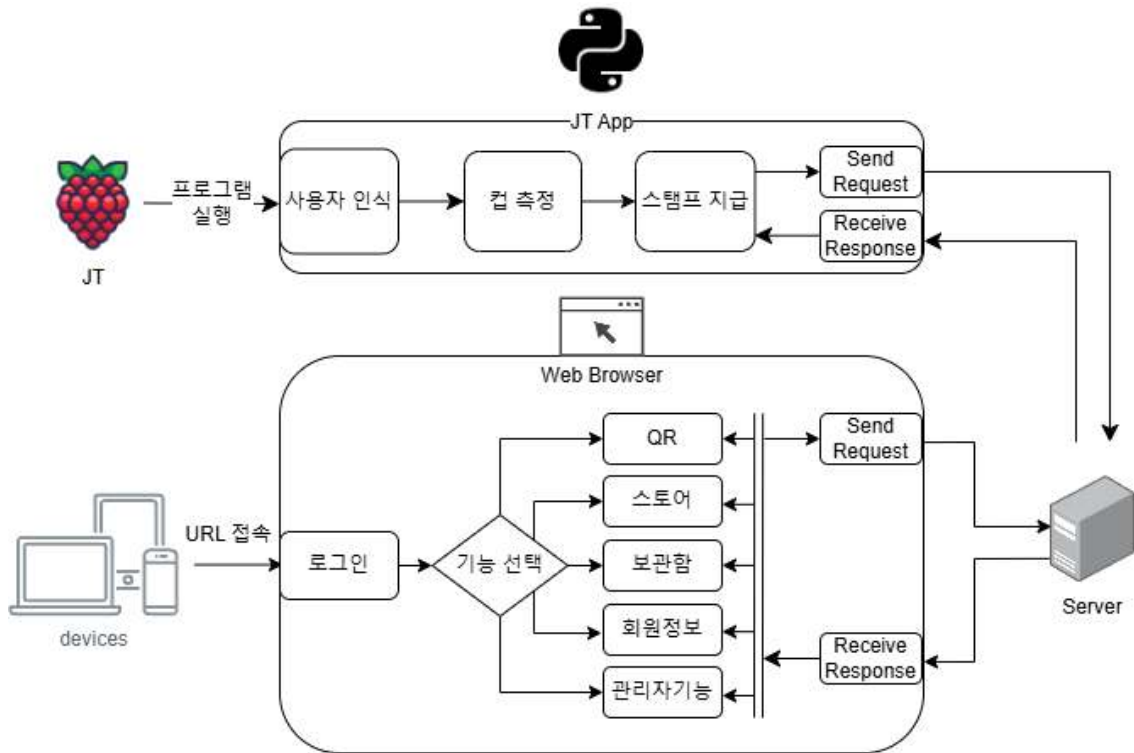 JT App
JT
프로그램
실행
사용자 인식
컵 측정
스탬프 지급
Send
Request
Receive
Response
Web Browser
devices
URL 접속
로그인
기능 선택
QR
스토어
보관함
회원정보
관리자기능
Send
Request
Receive
Response
Server